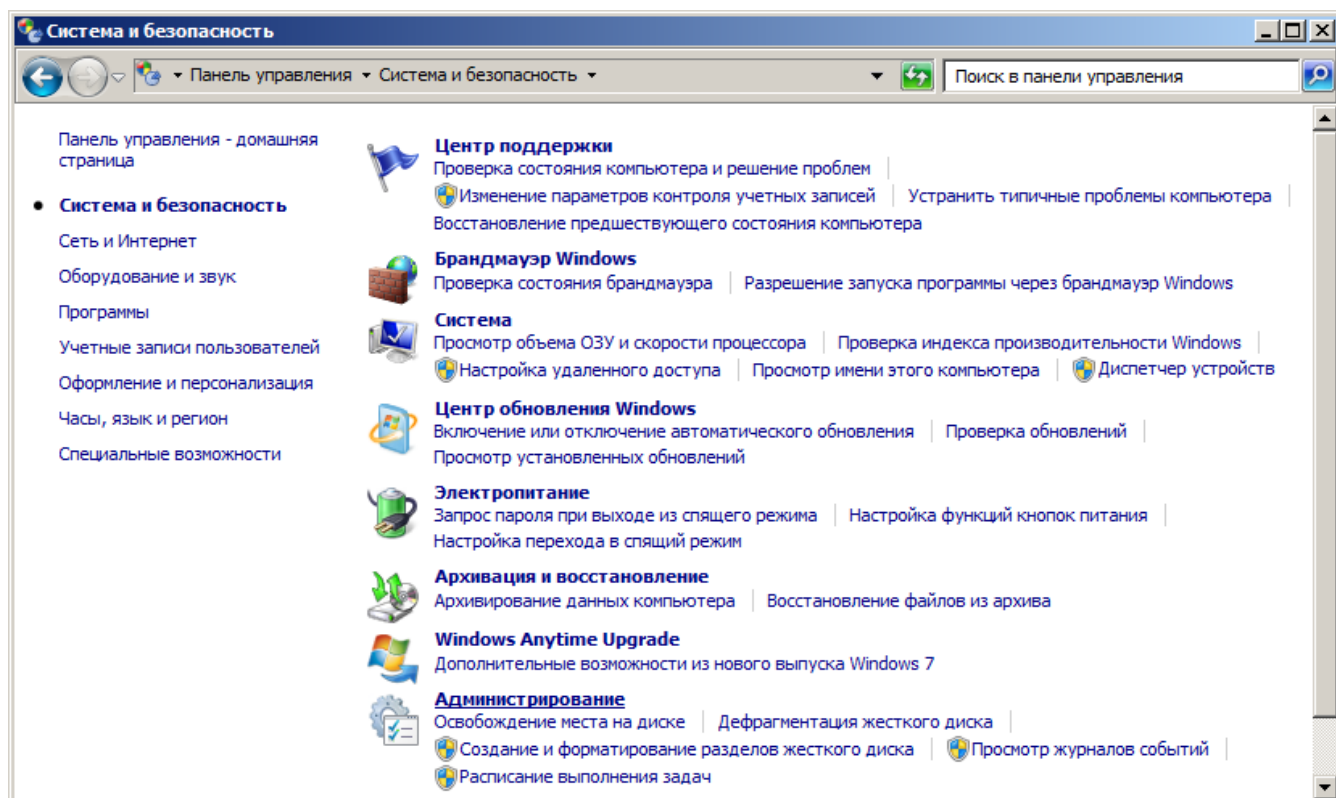 Система и безопасность
Панель управления Система и безопасность
Поиск в панели управления
Панель управления - домашняя
страница
Система и безопасность
Сеть и Интернет
Оборудование и звук
Программы
Учетные записи пользователей
Оформление и персонализация
Часы, язык и регион
Специальные возможности
Центр поддержки
Проверка состояния компьютера и решение проблем
Изменение параметров контроля учетных записей Устранить типичные проблемы компьютера
Восстановление предшествующего состояния компьютера
Брандмауэр Windows
Проверка состояния брандмауэра Разрешение запуска программы через брандмауэр Windows
Система
Просмотр объема ОЗУ и скорости процессора Проверка индекса производительности Windows
Настройка удаленного доступа Просмотр имени этого компьютера Диспетчер устройств
Центр обновления Windows
Включение или отключение автоматического обновления Проверка обновлений
Просмотр установленных обновлений
Электропитание
Запрос пароля при выходе из спящего режима Настройка функций кнопок питания
Настройка перехода в спящий режим
Архивация и восстановление
Архивирование данных компьютера Восстановление файлов из архива
Windows Anytime Upgrade
Дополнительные возможности из нового выпуска Windows 7
Администрирование
Освобождение места на диске Дефрагментация жесткого диска
Создание и форматирование разделов жесткого диска Просмотр журналов событий
Расписание выполнения задач